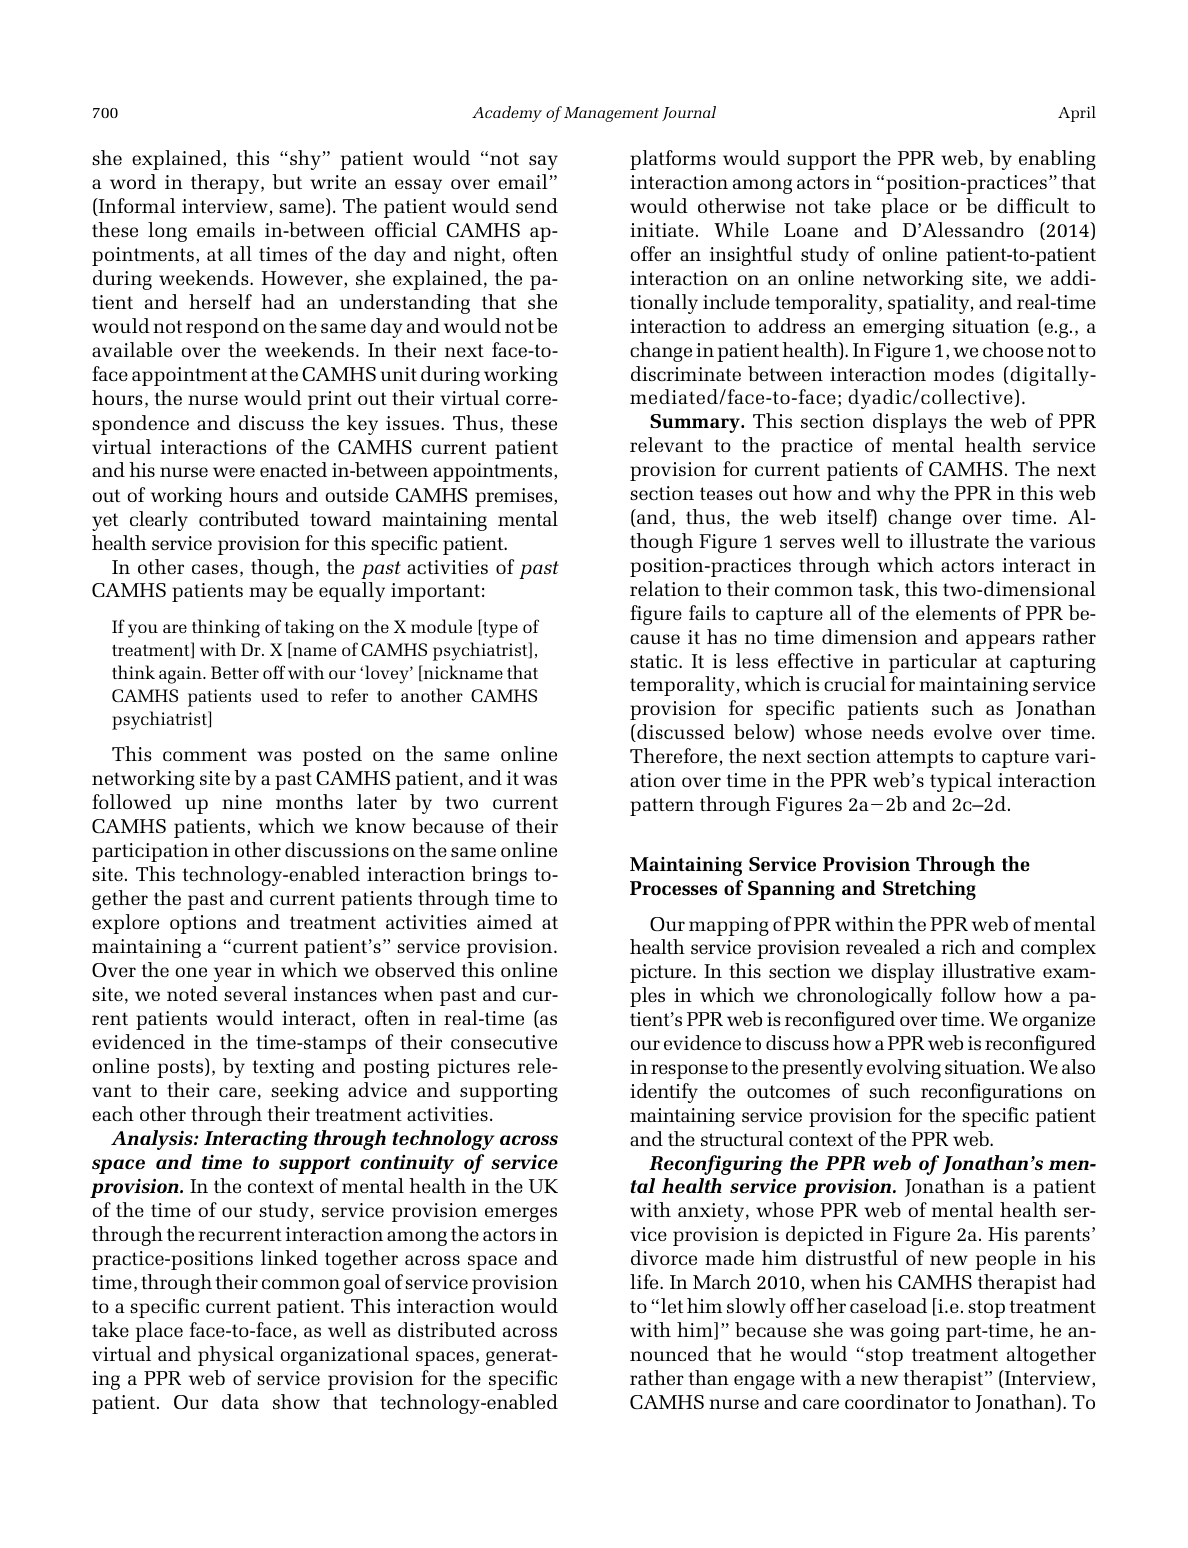 700
Academy of Management Journal
April
she explained, this “shy” patient would “not say
a word in therapy, but write an essay over email”
(Informal interview, same). The patient would send
these long emails in-between official CAMHS ap-
pointments, at all times of the day and night, often
during weekends. However, she explained, the pa-
tient and herself had an understanding that she
would not respond on the same day and would not be
available over the weekends. In their next face-to-
face appointment at the CAMHS unit during working
hours, the nurse would print out their virtual corre-
spondence and discuss the key issues. Thus, these
virtual interactions of the CAMHS current patient
and his nurse were enacted in-between appointments,
out of working hours and outside CAMHS premises,
yet clearly contributed toward maintaining mental
health service provision for this specific patient.
In other cases, though, the past activities of past
CAMHS patients may be equally important:
If you are thinking of taking on the X module [type of
treatment] with Dr. X [name of CAMHS psychiatrist],
think again. Better off with our ‘lovey’ [nickname that
CAMHS patients used to refer to another CAMHS
psychiatrist]
This comment was posted on the same online
networking site by a past CAMHS patient, and it was
followed up nine months later by two current
CAMHS patients, which we know because of their
participation in other discussions on the same online
site. This technology-enabled interaction brings to-
gether the past and current patients through time to
explore options and treatment activities aimed at
maintaining a “current patient’s” service provision.
Over the one year in which we observed this online
site, we noted several instances when past and cur-
rent patients would interact, often in real-time (as
evidenced in the time-stamps of their consecutive
online posts), by texting and posting pictures rele-
vant to their care, seeking advice and supporting
each other through their treatment activities.
Analysis: Interacting through technology across
space and time to support continuity of service
provision. In the context of mental health in the UK
of the time of our study, service provision emerges
through the recurrent interaction among the actors in
practice-positions linked together across space and
time, through their common goal of service provision
to a specific current patient. This interaction would
take place face-to-face, as well as distributed across
virtual and physical organizational spaces, generat-
ing a PPR web of service provision for the specific
patient. Our data show that technology-enabled
platforms would support the PPR web, by enabling
interaction among actors in “position-practices” that
would otherwise not take place or be difficult to
initiate. While Loane and D’Alessandro (2014)
offer an insightful study of online patient-to-patient
interaction on an online networking site, we addi-
tionally include temporality, spatiality, and real-time
interaction to address an emerging situation (e.g., a
change in patient health). In Figure 1, we choose not to
discriminate between interaction modes (digitally-
mediated/face-to-face; dyadic/collective).
Summary. This section displays the web of PPR
relevant to the practice of mental health service
provision for current patients of CAMHS. The next
section teases out how and why the PPR in this web
(and, thus, the web itself) change over time. Al-
though Figure 1 serves well to illustrate the various
position-practices through which actors interact in
relation to their common task, this two-dimensional
figure fails to capture all of the elements of PPR be-
cause it has no time dimension and appears rather
static. It is less effective in particular at capturing
temporality, which is crucial for maintaining service
provision for specific patients such as Jonathan
(discussed below) whose needs evolve over time.
Therefore, the next section attempts to capture vari-
ation over time in the PPR web’s typical interaction
pattern through Figures 2a−2b and 2c–2d.
Maintaining Service Provision Through the
Processes of Spanning and Stretching
Our mapping of PPR within the PPR web of mental
health service provision revealed a rich and complex
picture. In this section we display illustrative exam-
ples in which we chronologically follow how a pa-
tient’s PPR web is reconfigured over time. We organize
our evidence to discuss how a PPR web is reconfigured
in response to the presently evolving situation. We also
identify the outcomes of such reconfigurations on
maintaining service provision for the specific patient
and the structural context of the PPR web.
Reconfiguring the PPR web of Jonathan’s men-
tal health service provision. Jonathan is a patient
with anxiety, whose PPR web of mental health ser-
vice provision is depicted in Figure 2a. His parents’
divorce made him distrustful of new people in his
life. In March 2010, when his CAMHS therapist had
to “let him slowly off her caseload [i.e. stop treatment
with him]” because she was going part-time, he an-
nounced that he would “stop treatment altogether
rather than engage with a new therapist” (Interview,
CAMHS nurse and care coordinator to Jonathan). To